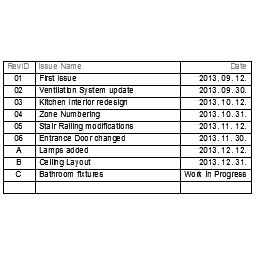 RevID Issue Name Date
01 First Issue 2013. 09. 12.
02 Ventilation System update 2013. 09. 30.
03 Kitchen interior redesign 2013. 10. 12.
04 Zone Numbering 2013. 10. 31.
05 Stair Railing modifications 2013. 11. 12.
06 Entrance Door changed 2013. 11. 30.
A Lamps added 2013. 12. 12.
B Ceiling Layout 2013. 12. 31.
C Bathroom fixtures Work in Progress